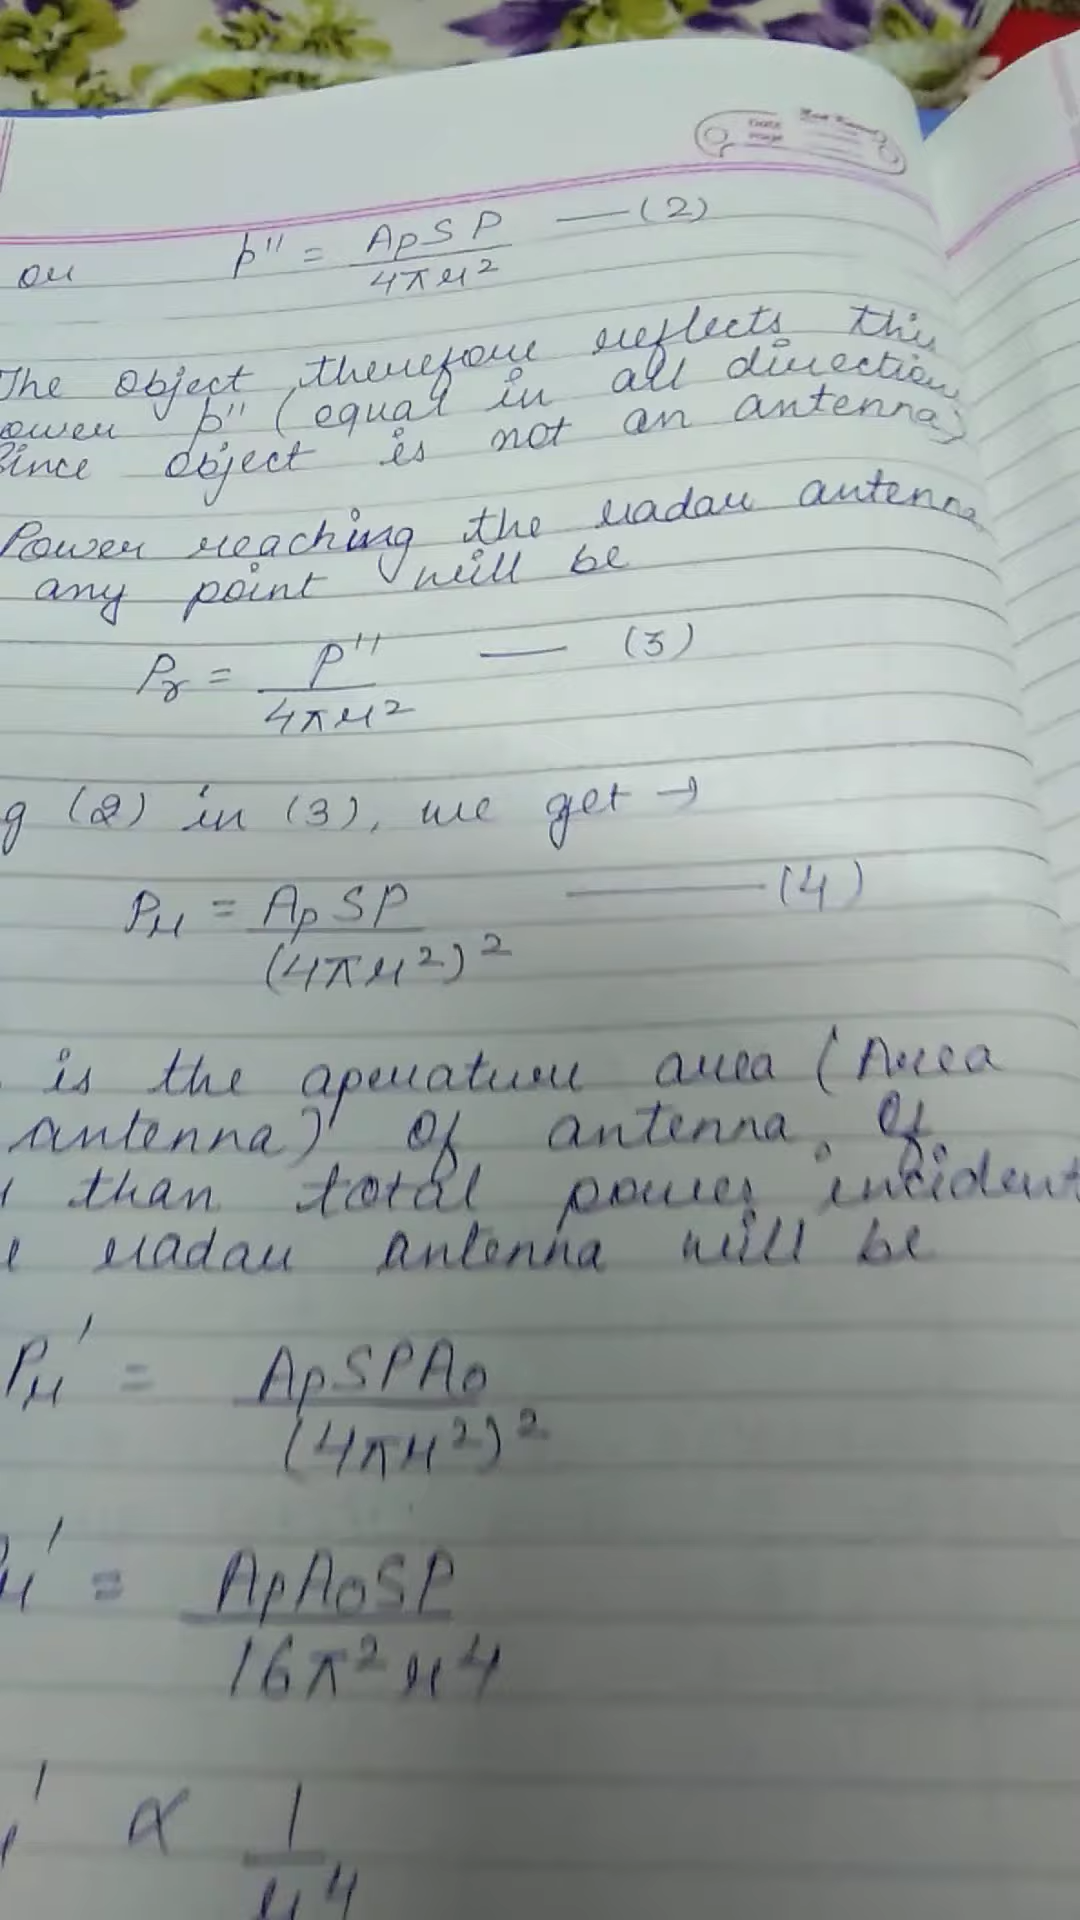 or p'' = ApSP / 4πr² —(2)
The object therefore reflects this
ower p'' (equal in all direction
Since object is not an antenna)
Power reaching the radar antenna
any point will be
Pr = P'' / 4πr² — (3)
g (2) in (3), we get →
Pr = ApSP / (4πr²)² — (4)
is the aperature area (Area
antenna) of antenna. Of
than total power incident
radar antenna will be
Pr' = ApSPAo / (4πr²)²
r' = ApAoSP / 16π²r⁴
' ∝ 1 / r⁴